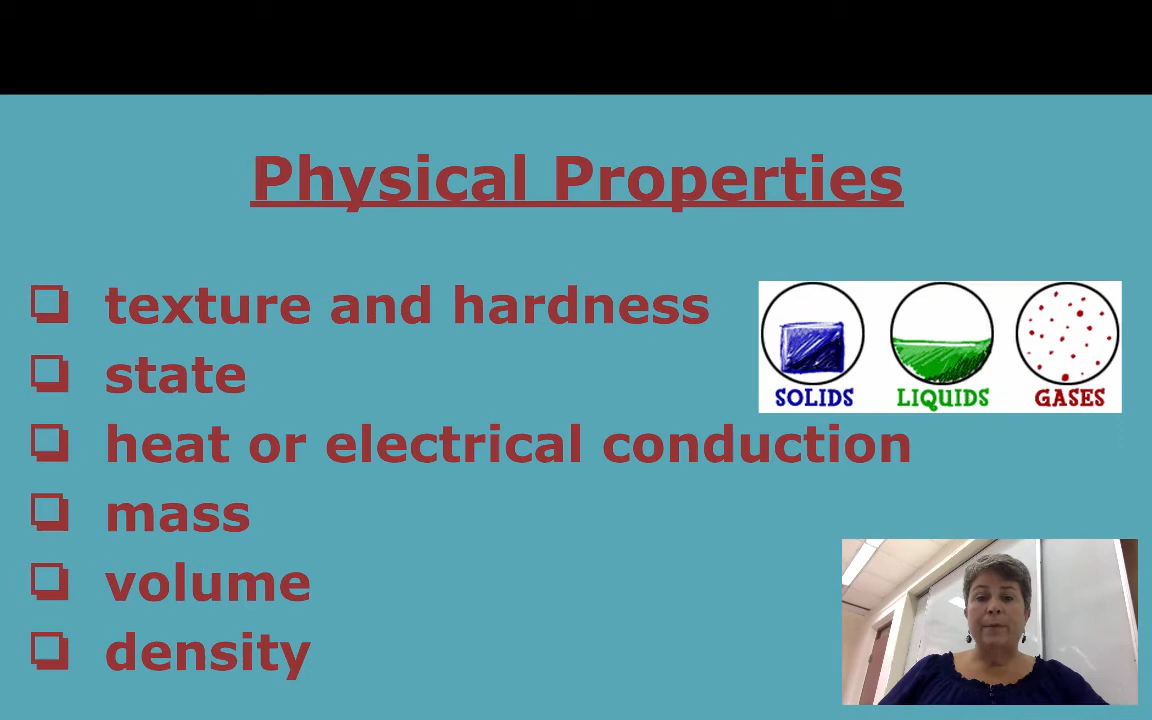 Physical Properties
texture and hardness
state
heat or electrical conduction
mass
volume
density
SOLIDS
LIQUIDS
GASES